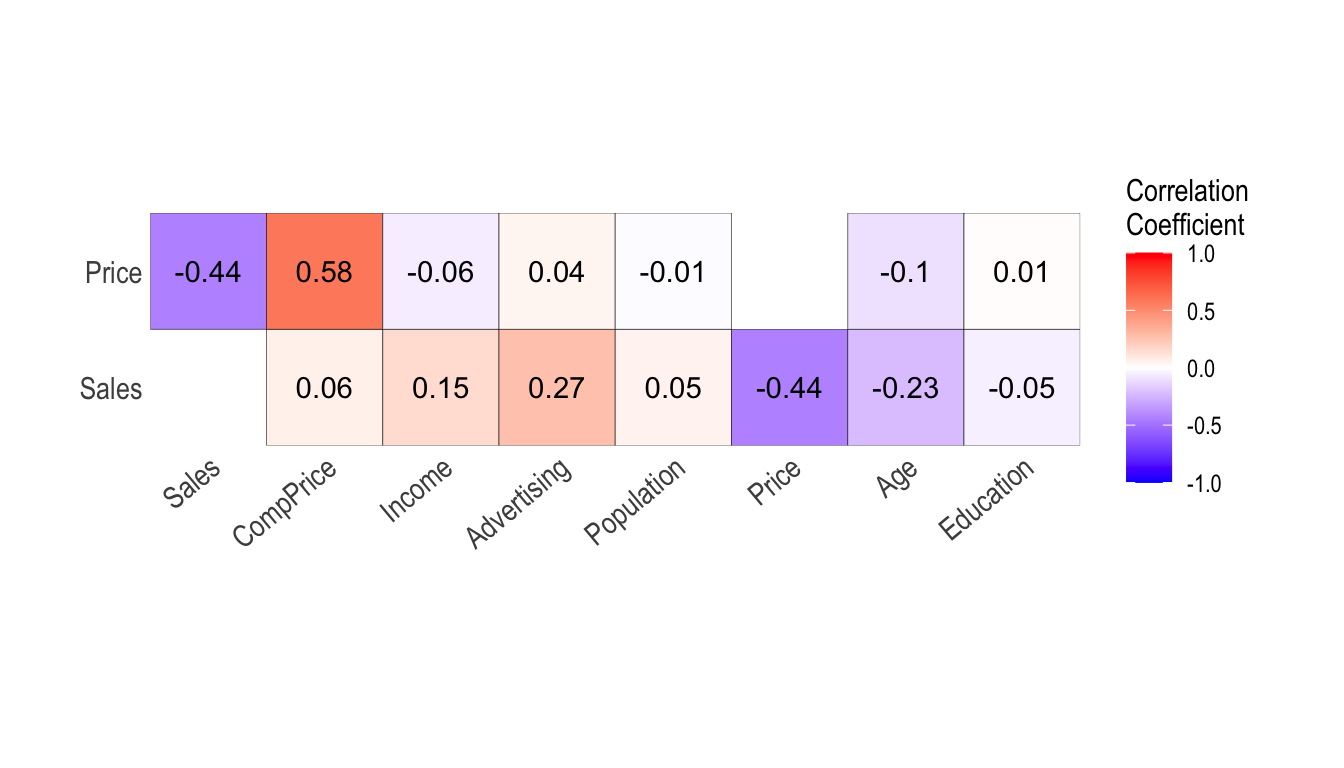 Correlation
Coefficient
1.0
0.5
0.0
-0.5
-1.0
Price -0.44 0.58 -0.06 0.04 -0.01 -0.1 0.01
Sales 0.06 0.15 0.27 0.05 -0.44 -0.23 -0.05
Sales CompPrice Income Advertising Population Price Age Education